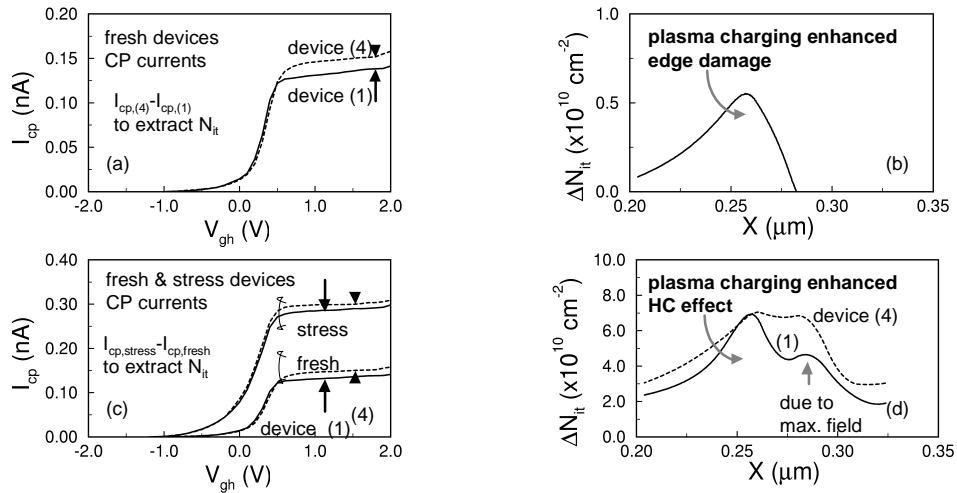 0.20
0.15
0.10
0.05
0.00
I_cp (nA)
fresh devices
CP currents
I_cp,(4)-I_cp,(1)
to extract N_it
(a)
device (4)
device (1)
-2.0 -1.0 0.0 1.0 2.0
V_gh (V)
1.0
0.5
0.0
ΔN_it (x10^10 cm^-2)
plasma charging enhanced
edge damage
(b)
0.20 0.25 0.30 0.35
X (μm)
0.40
0.30
0.20
0.10
0.00
I_cp (nA)
fresh & stress devices
CP currents
I_cp,stress-I_cp,fresh
to extract N_it
(c)
stress
fresh
device (1) (4)
-2.0 -1.0 0.0 1.0 2.0
V_gh (V)
10.0
8.0
6.0
4.0
2.0
0.0
ΔN_it (x10^10 cm^-2)
plasma charging enhanced
HC effect
device (4)
(1)
due to
max. field
(d)
0.20 0.25 0.30 0.35
X (μm)